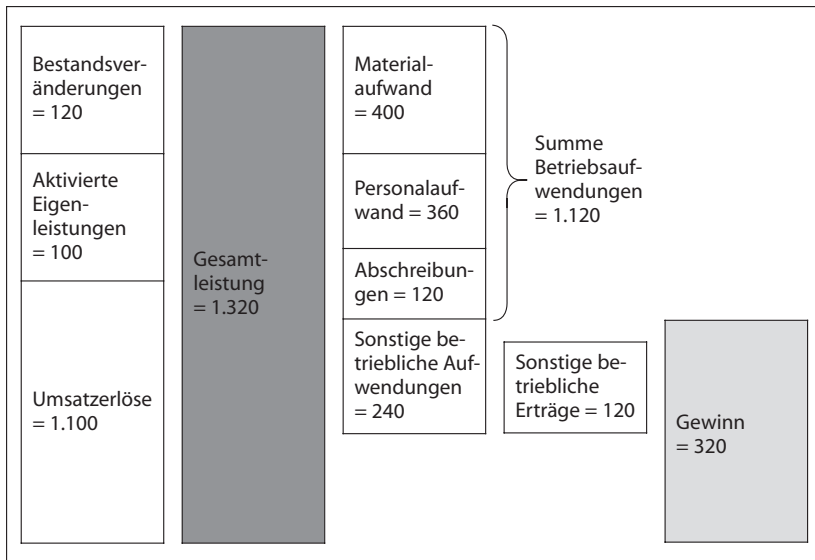 Bestandsver-
änderungen
= 120
Aktivierte
Eigen-
leistungen
= 100
Umsatzerlöse
= 1.100
Gesamt-
leistung
= 1.320
Material-
aufwand
= 400
Personalauf-
wand = 360
Abschreibun-
gen = 120
Sonstige be-
triebliche Auf-
wendungen
= 240
Summe
Betriebsauf-
wendungen
= 1.120
Sonstige be-
triebliche
Erträge = 120
Gewinn
= 320